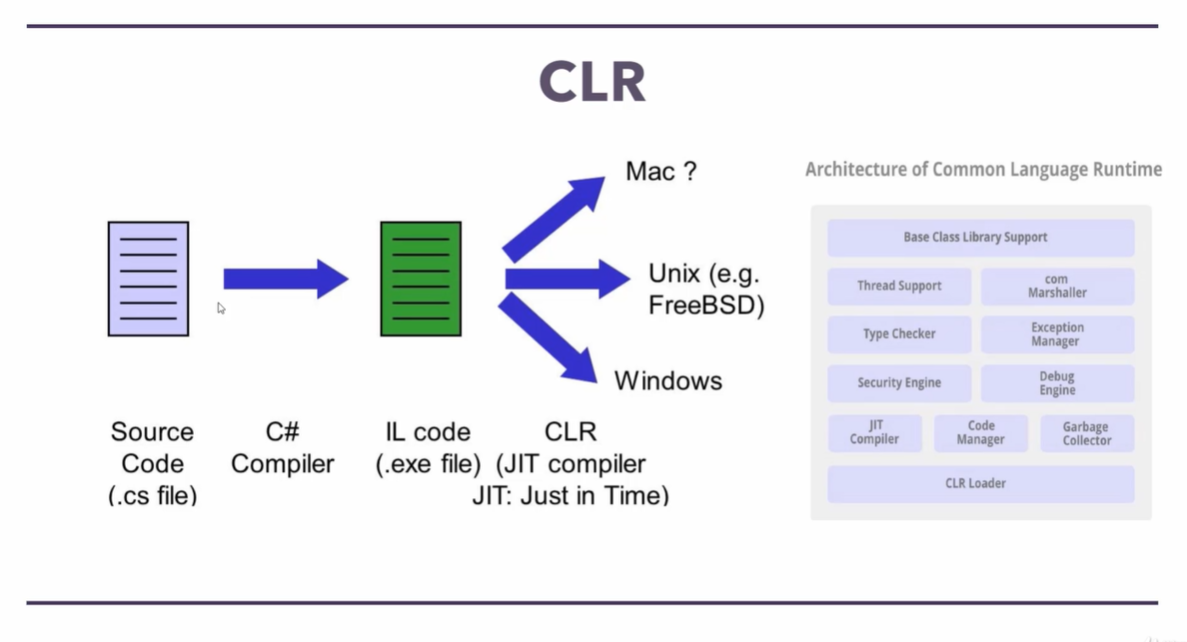 CLR
Mac ?
Unix (e.g.
FreeBSD)
Windows
Source
Code
(.cs file)
C#
Compiler
IL code
(.exe file)
CLR
(JIT compiler
JIT: Just in Time)
Architecture of Common Language Runtime
Base Class Library Support
Thread Support
com
Marshaller
Type Checker
Exception
Manager
Security Engine
Debug
Engine
JIT
Compiler
Code
Manager
Garbage
Collector
CLR Loader